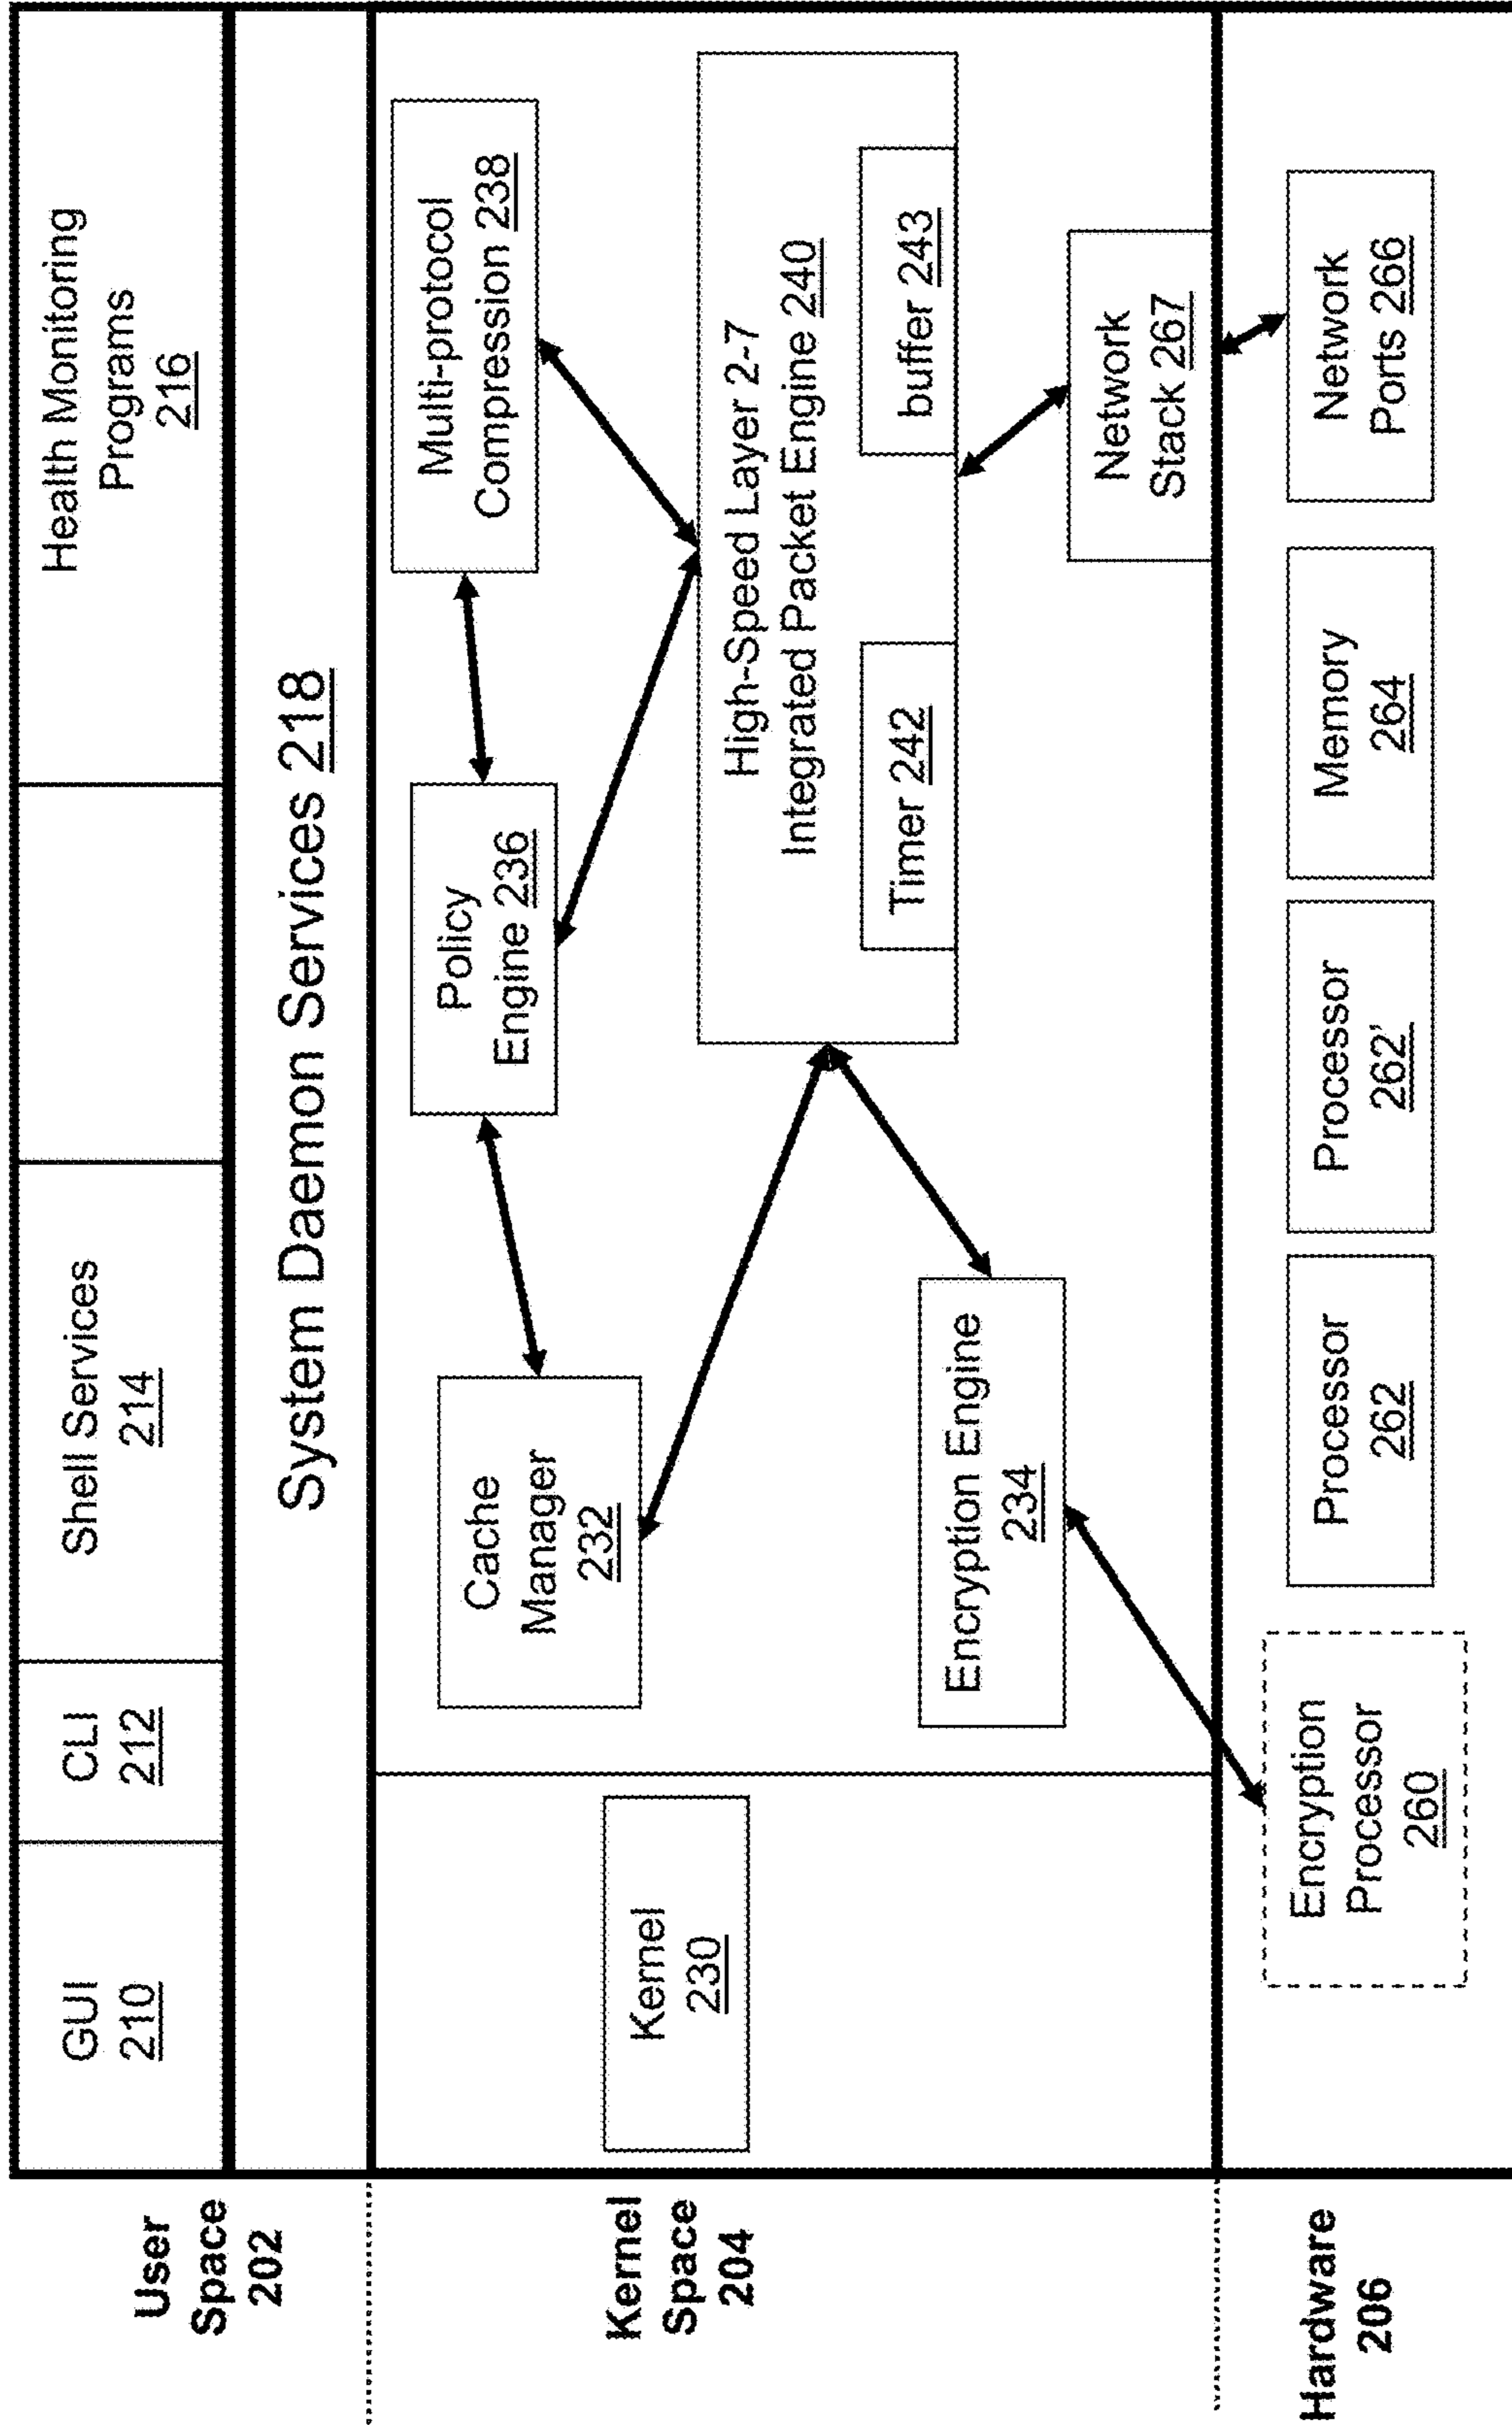 User
Space
202
GUI
210
CLI
212
Shell Services
214
Health Monitoring
Programs
216
System Daemon Services 218
Kernel
Space
204
Kernel
230
Cache
Manager
232
Policy
Engine 236
Multi-protocol
Compression 238
High-Speed Layer 2-7
Integrated Packet Engine 240
Timer 242
buffer 243
Encryption Engine
234
Network
Stack 267
Hardware
206
Encryption
Processor
260
Processor
262
Processor
262'
Memory
264
Network
Ports 266